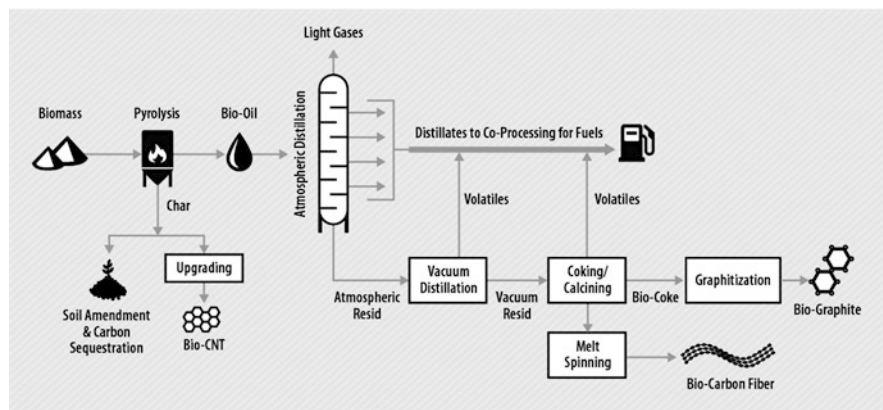 Light Gases
Biomass
Pyrolysis
Bio-Oil
Atmospheric Distillation
Distillates to Co-Processing for Fuels
Char
Volatiles
Volatiles
Upgrading
Vacuum
Distillation
Coking/
Calcining
Graphitization
Atmospheric
Resid
Vacuum
Resid
Bio-Coke
Bio-Graphite
Soil Amendment
& Carbon
Sequestration
Bio-CNT
Melt
Spinning
Bio-Carbon Fiber